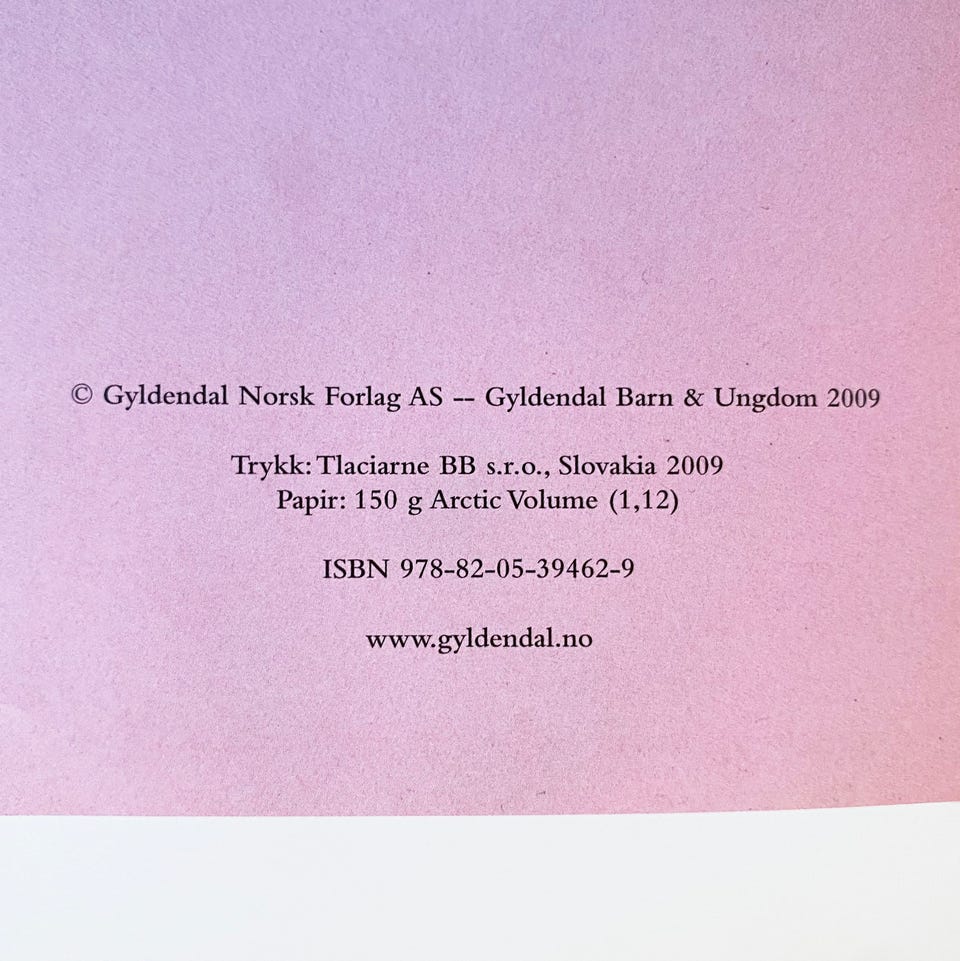 © Gyldendal Norsk Forlag AS -- Gyldendal Barn & Ungdom 2009
Trykk: Tlaciarne BB s.r.o., Slovakia 2009
Papir: 150 g Arctic Volume (1,12)
ISBN 978-82-05-39462-9
www.gyldendal.no